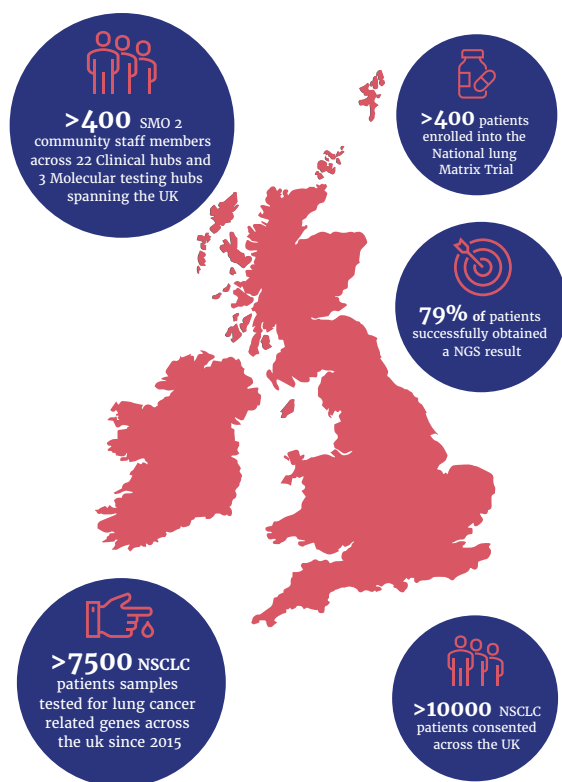 >400 SMO 2
community staff members
across 22 Clinical hubs and
3 Molecular testing hubs
spanning the UK
>400 patients
enrolled into the
National lung
Matrix Trial
79% of patients
successfully obtained
a NGS result
>7500 NSCLC
patients samples
tested for lung cancer
related genes across
the uk since 2015
>10000 NSCLC
patients consented
across the UK